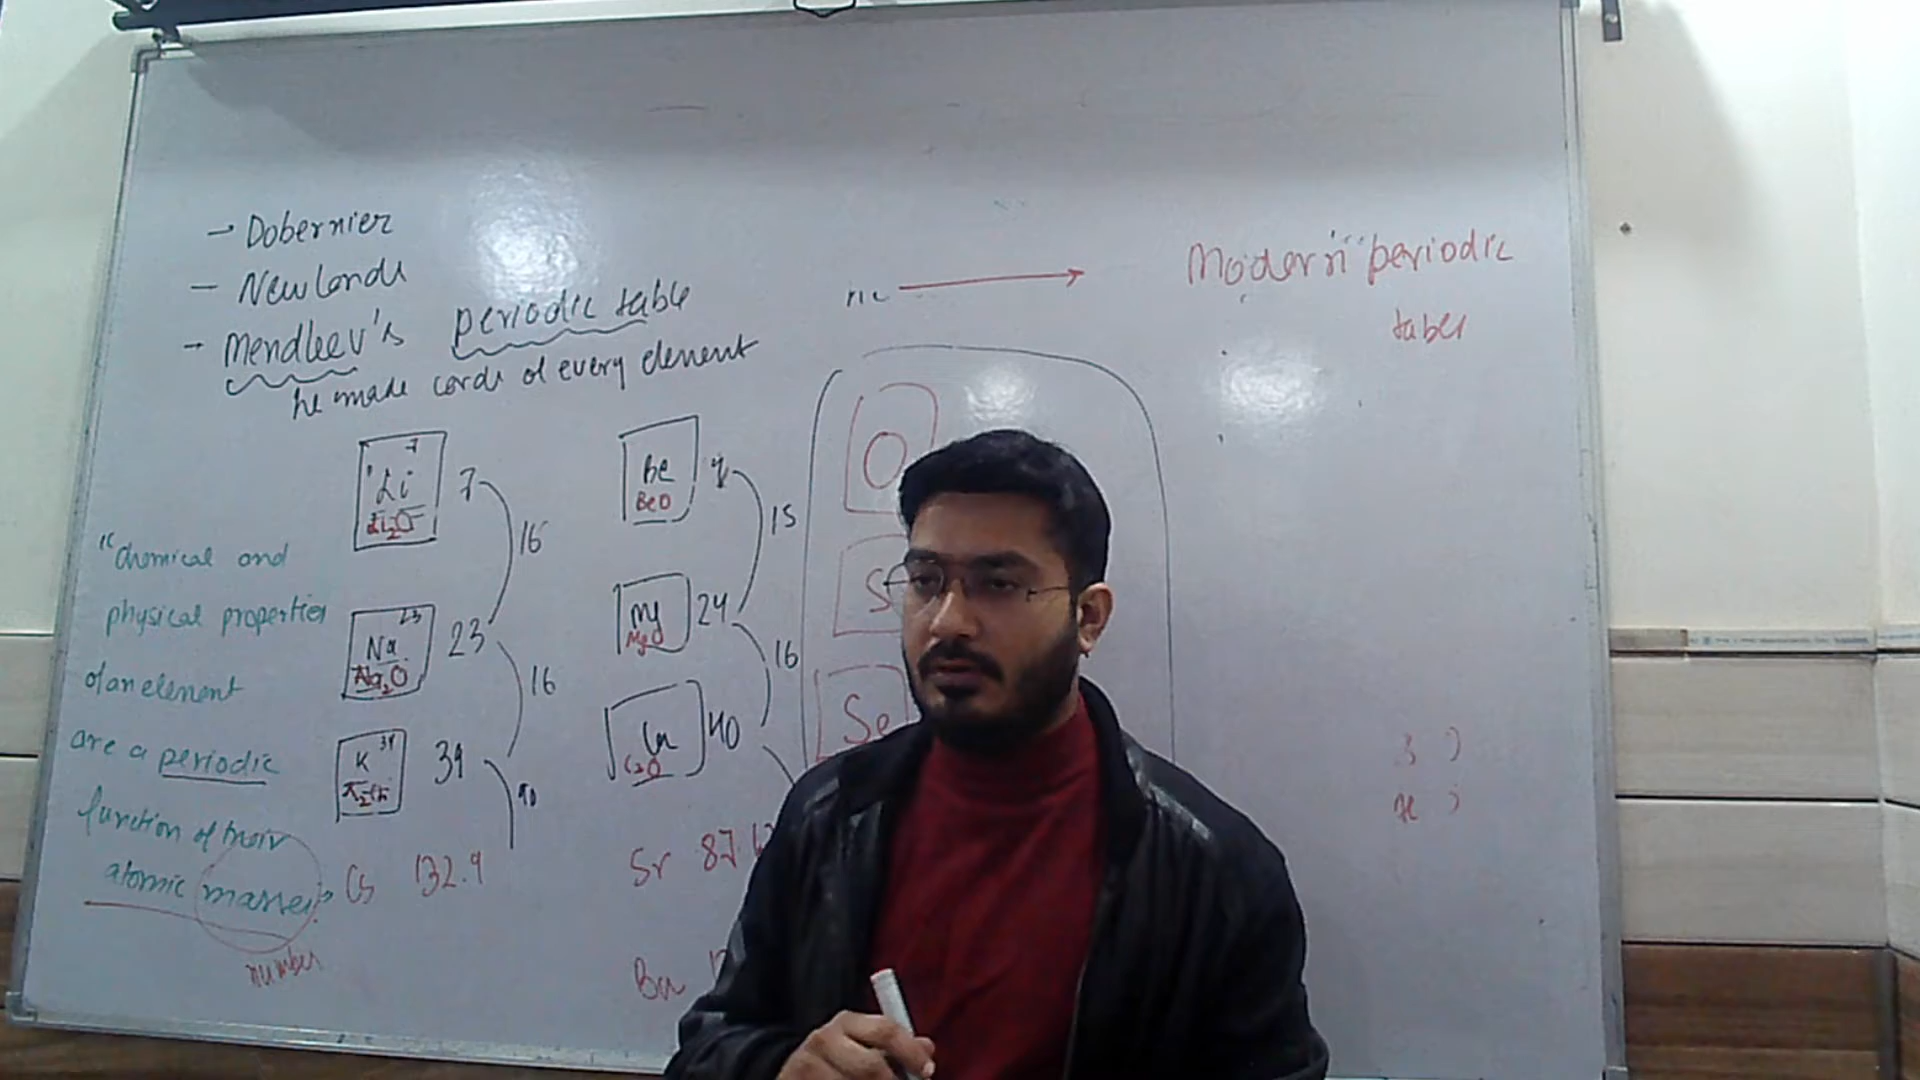 → Dobernier
— Newlands
→ Mendleev's periodic table
he made cards of every element
Modern periodic
table
7
Li 7
Li2O
16
Na 23 23
Na2O
16
K 39 39
Cs 132.9
Be 9
BeO
15
Mg 24
MgO
16
Ca 40
CaO
Sr 87.6
Ba
O
S
Se
"Chemical and
physical properties
of an element
are a periodic
function of their
atomic masses
number